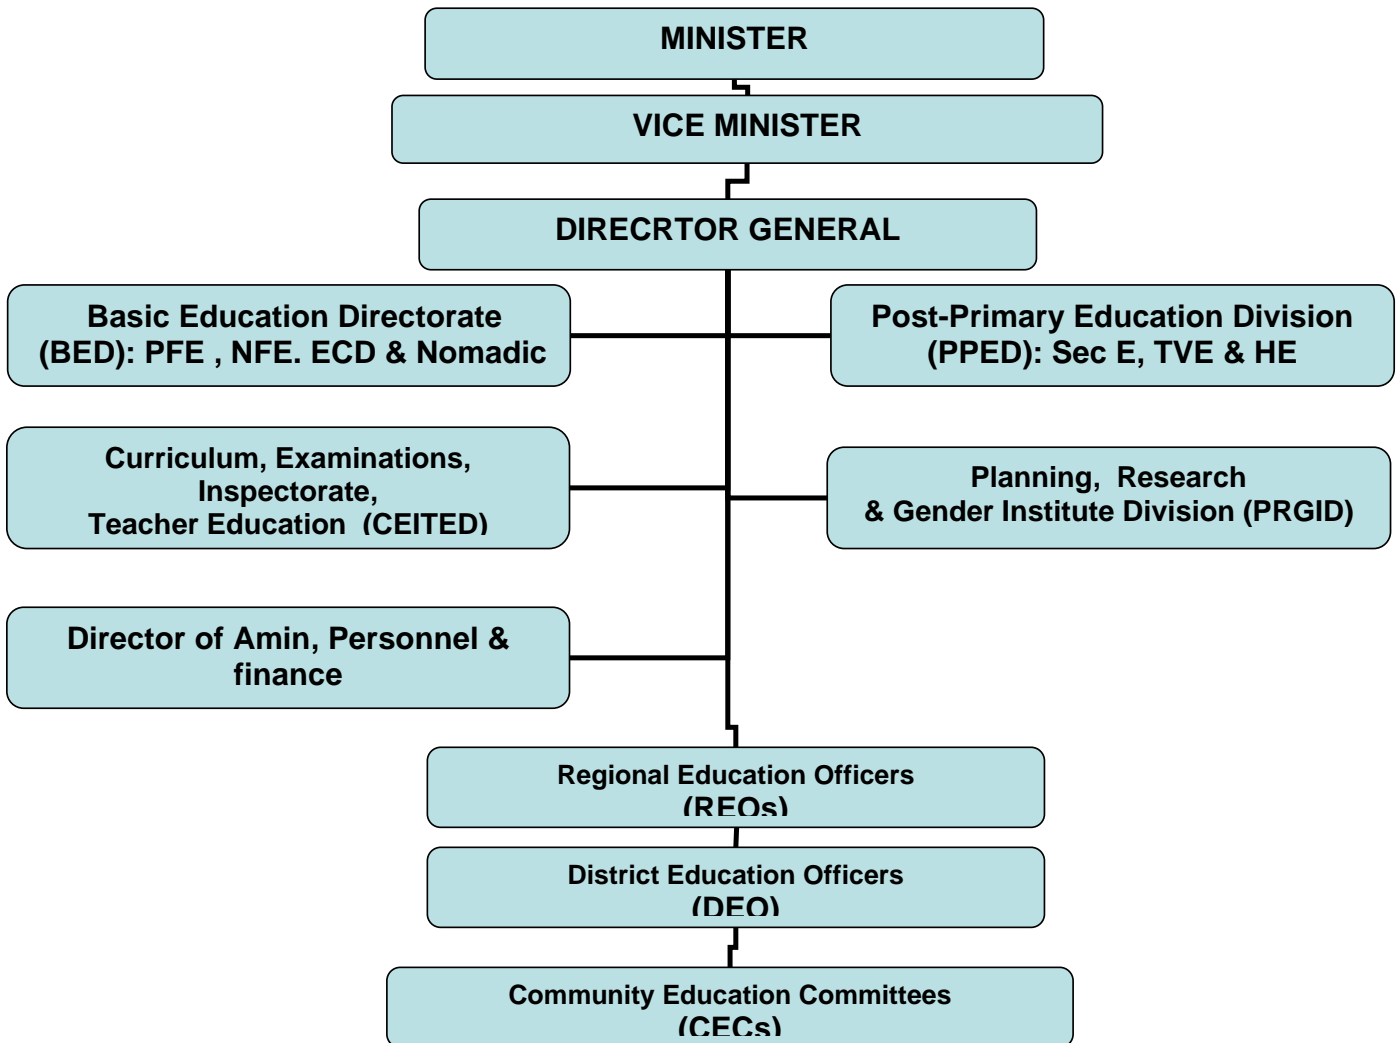 MINISTER
VICE MINISTER
DIRECRTOR GENERAL
Basic Education Directorate
(BED): PFE , NFE. ECD & Nomadic
Post-Primary Education Division
(PPED): Sec E, TVE & HE
Curriculum, Examinations,
Inspectorate,
Teacher Education (CEITED)
Planning, Research
& Gender Institute Division (PRGID)
Director of Amin, Personnel &
finance
Regional Education Officers
(REOs)
District Education Officers
(DEO)
Community Education Committees
(CECs)